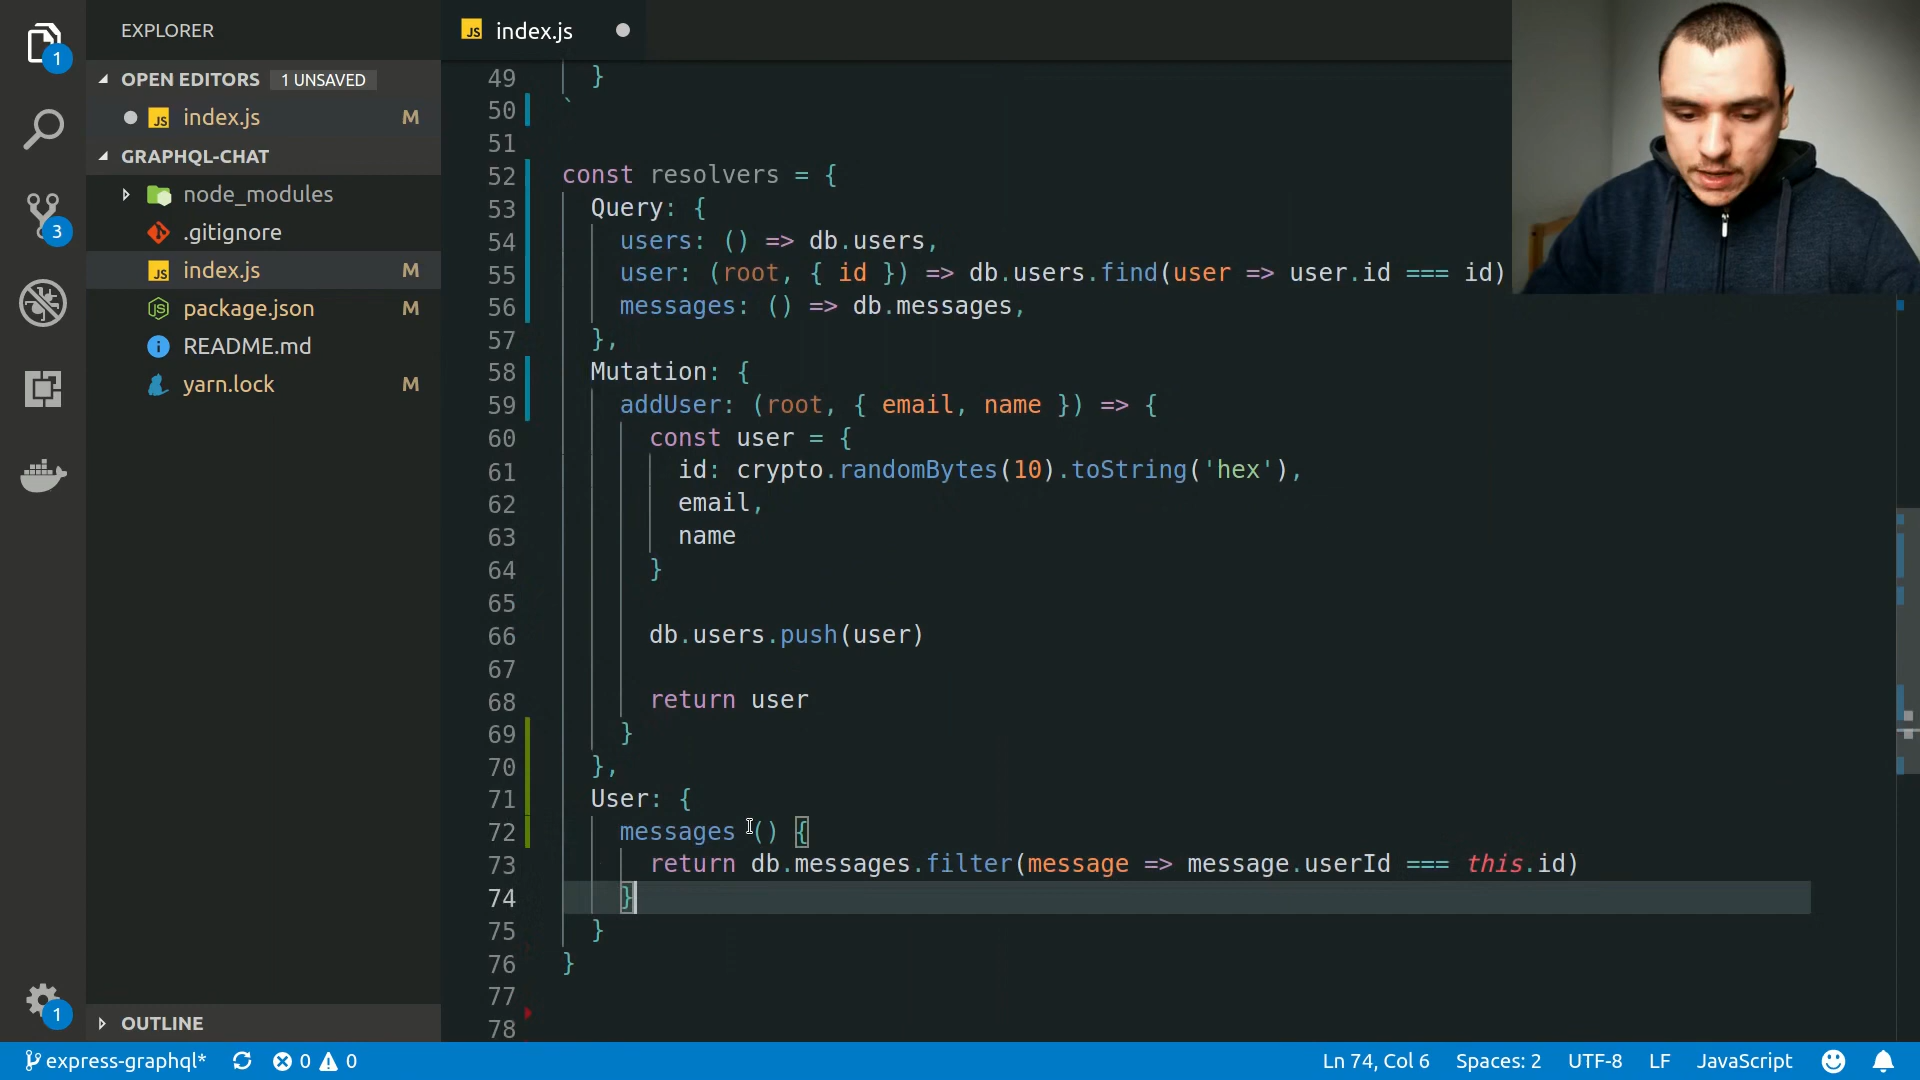 EXPLORER
OPEN EDITORS 1 UNSAVED
JS index.js M
GRAPHQL-CHAT
node_modules
.gitignore
JS index.js M
package.json M
README.md
yarn.lock M
OUTLINE
1
3
1
JS index.js
49 }
50 `
51
52 const resolvers = {
53 Query: {
54 users: () => db.users,
55 user: (root, { id }) => db.users.find(user => user.id === id)
56 messages: () => db.messages,
57 },
58 Mutation: {
59 addUser: (root, { email, name }) => {
60 const user = {
61 id: crypto.randomBytes(10).toString('hex'),
62 email,
63 name
64 }
65
66 db.users.push(user)
67
68 return user
69 }
70 },
71 User: {
72 messages () {
73 return db.messages.filter(message => message.userId === this.id)
74 }
75 }
76 }
77
78
express-graphql* 0 0 Ln 74, Col 6 Spaces: 2 UTF-8 LF JavaScript